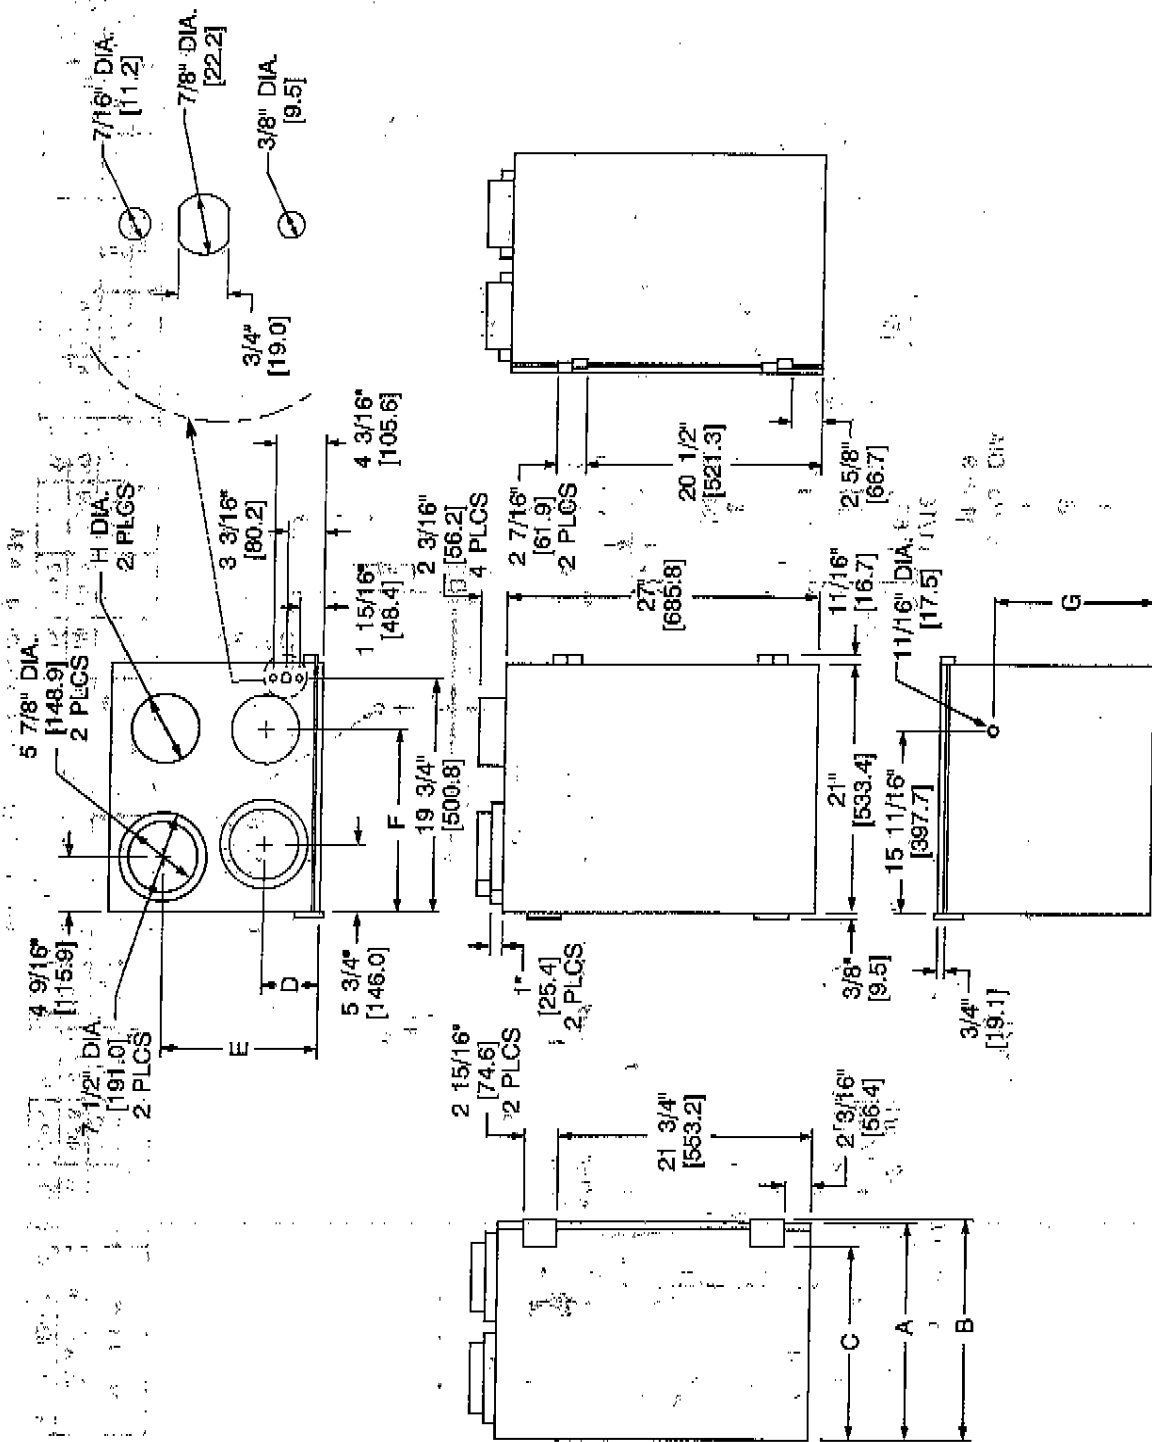 7/16" DIA.
[11.2]
7/8" DIA.
[22.2]
3/8" DIA.
[9.5]
3/4"
[19.0]
H DIA.
2 PLCS
5 7/8" DIA.
[148.9]
2 PLCS
4 9/16"
[115.9]
7 1/2" DIA.
[191.0]
2 PLCS
E
D
5 3/4"
[146.0]
F
19 3/4"
[500.8]
1 15/16"
[48.4]
3 3/16"
[80.2]
4 3/16"
[105.6]
2 15/16"
[74.6]
2 PLCS
21 3/4"
[553.2]
2 3/16"
[56.4]
C
A
B
1"
[25.4]
2 PLCS
2 3/16"
[56.2]
4 PLCS
27"
[685.8]
11/16"
[16.7]
21"
[533.4]
3/8"
[9.5]
2 7/16"
[61.9]
2 PLCS
20 1/2"
[521.3]
2 5/8"
[66.7]
3/4"
[19.1]
15 11/16"
[397.7]
11/16" DIA.
[17.5]
G